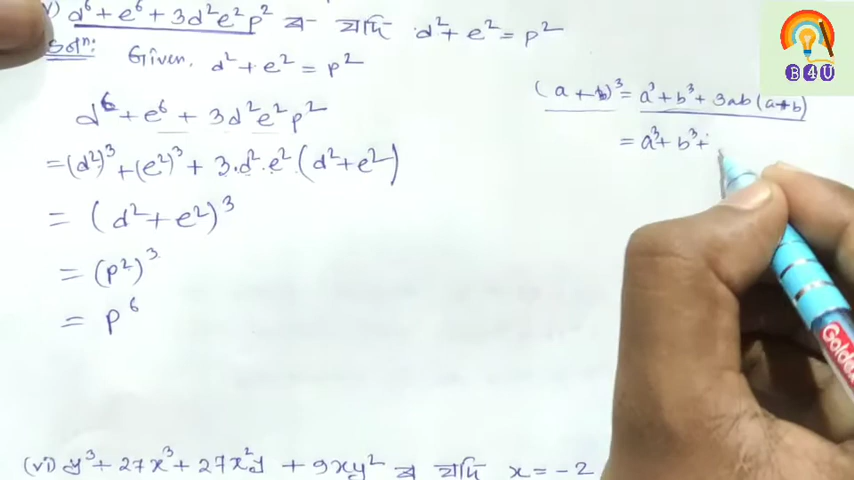 v) d⁶ + e⁶ + 3d²e²p² ৰ যদি d² + e² = p²
Solⁿ: Given, d² + e² = p²
d⁶ + e⁶ + 3d²e²p²
= (d²)³ + (e²)³ + 3.d².e² (d² + e²)
= (d² + e²)³
= (p²)³
= p⁶
(a + b)³ = a³ + b³ + 3ab (a + b)
= a³ + b³ +
(vi) y³ + 27x³ + 27x²y + 9xy² ৰ যদি x = -2
B4U
Goldex